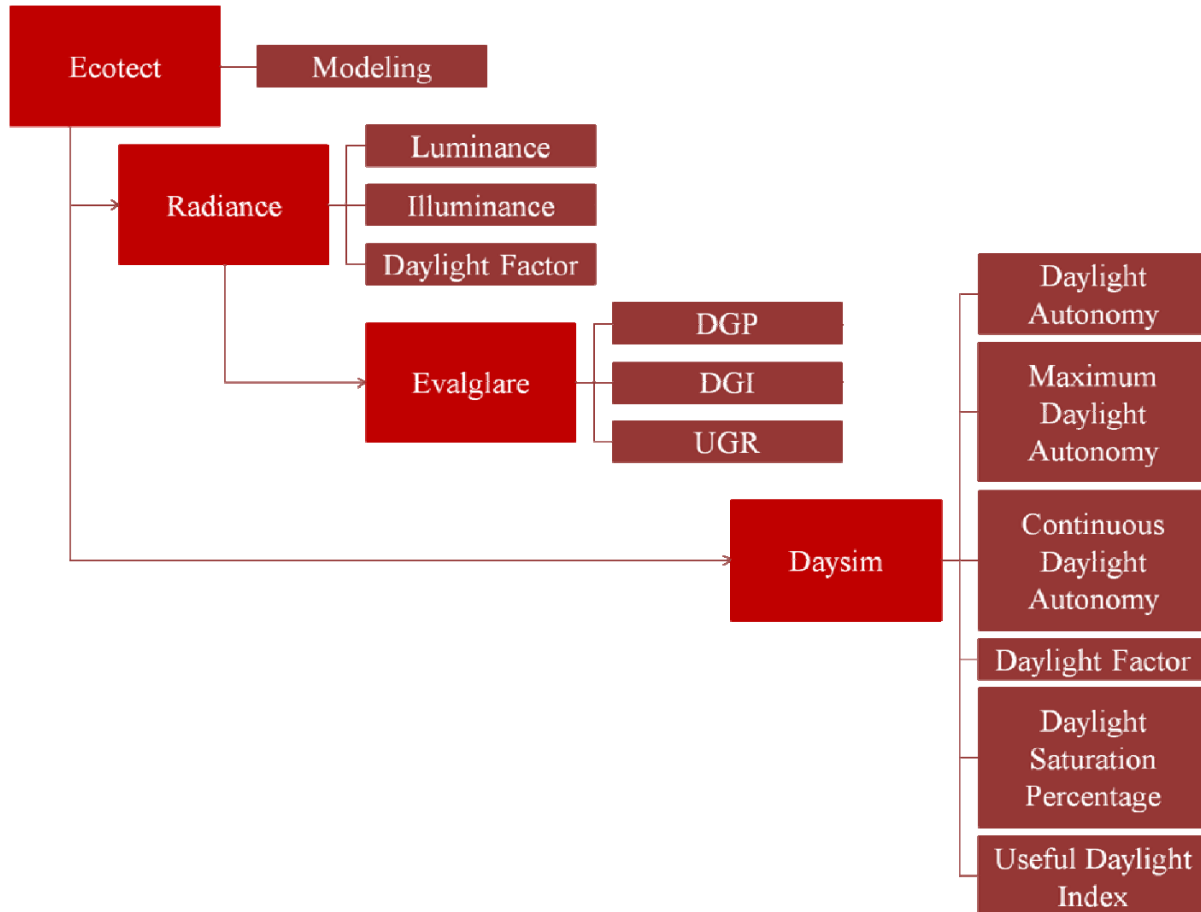 Ecotect
Modeling
Radiance
Luminance
Illuminance
Daylight Factor
Evalglare
DGP
DGI
UGR
Daysim
Daylight
Autonomy
Maximum
Daylight
Autonomy
Continuous
Daylight
Autonomy
Daylight Factor
Daylight
Saturation
Percentage
Useful Daylight
Index